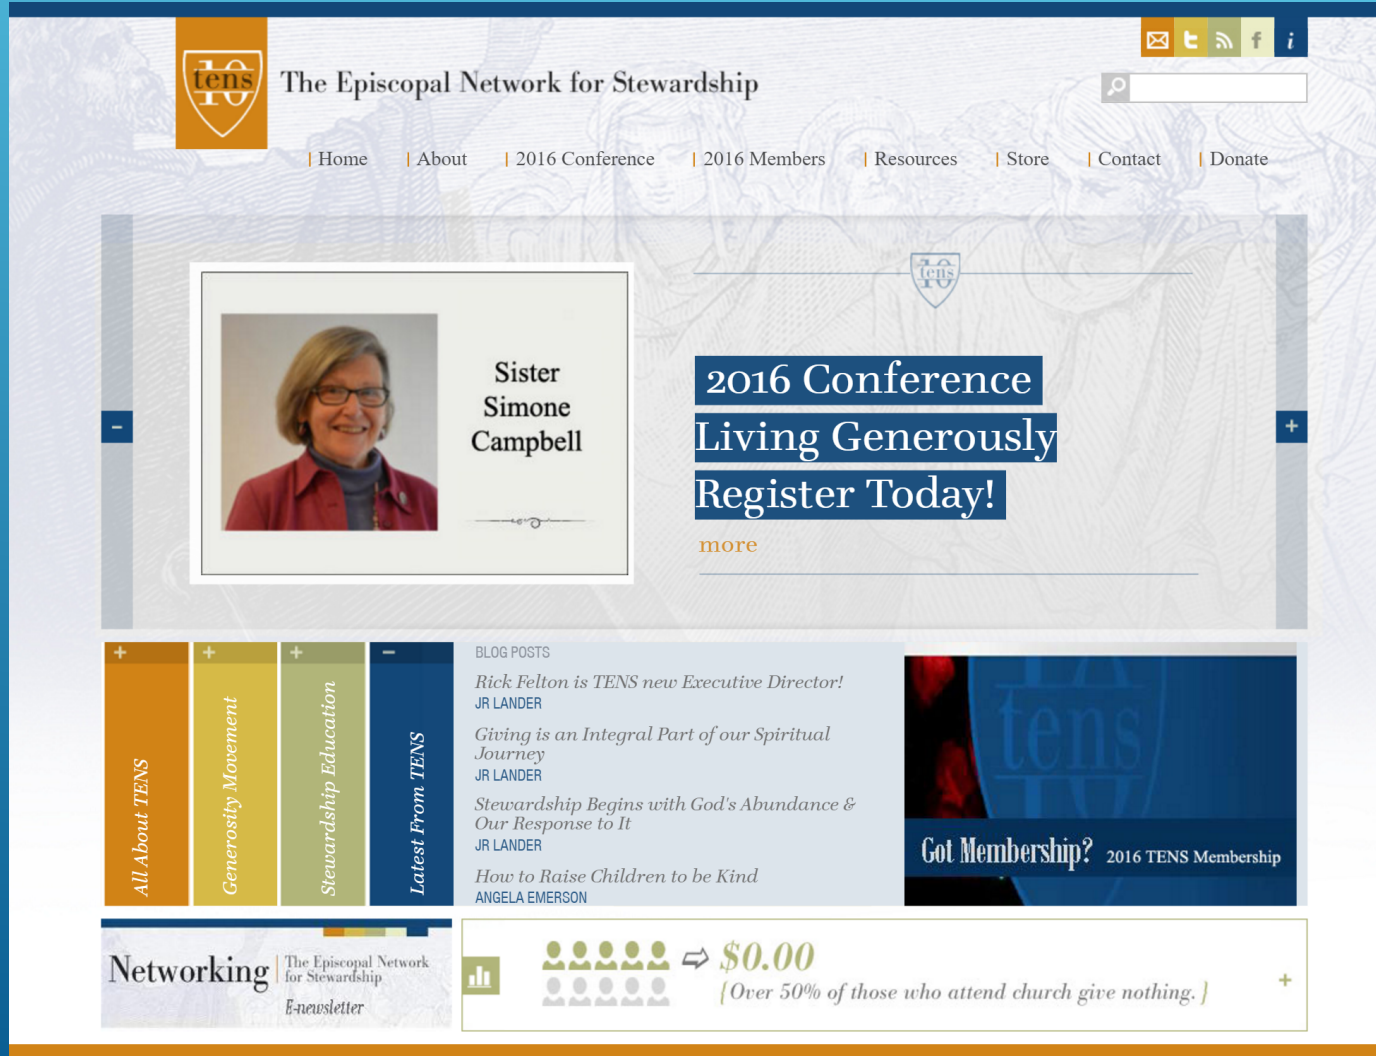 tens
10
The Episcopal Network for Stewardship
f
i
Home
About
2016 Conference
2016 Members
Resources
Store
Contact
Donate
Sister
Simone
Campbell
10
tens
2016 Conference
Living Generously
Register Today!
more
All About TENS
Generosity Movement
Stewardship Education
Latest From TENS
BLOG POSTS
Rick Felton is TENS new Executive Director!
JR LANDER
Giving is an Integral Part of our Spiritual
Journey
JR LANDER
Stewardship Begins with God's Abundance &
Our Response to It
JR LANDER
How to Raise Children to be Kind
ANGELA EMERSON
tens
10
Got Membership? 2016 TENS Membership
Networking
The Episcopal Network
for Stewardship
E-newsletter
$0.00
{Over 50% of those who attend church give nothing. }